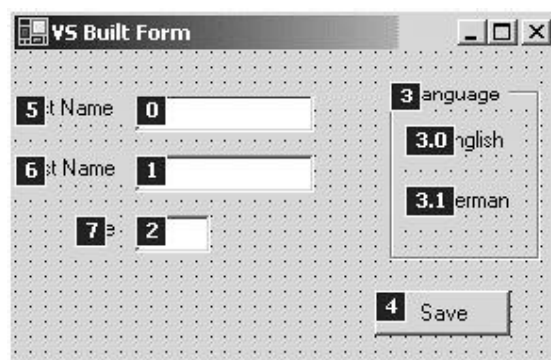 VS Built Form
5 t Name 0
3 anguage
3.0 nglish
6 st Name 1
3.1 erman
7 e 2
4 Save